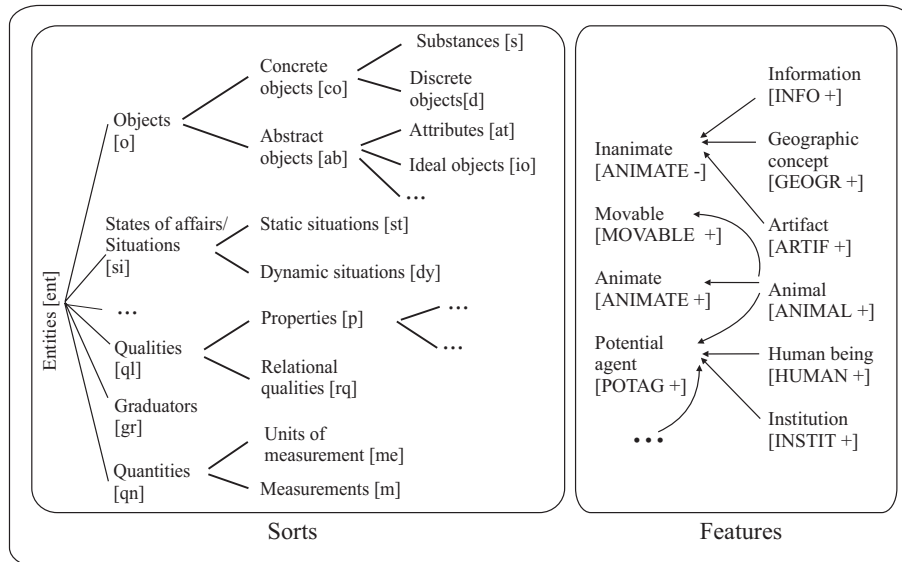 Entities [ent]
Objects
[o]
Concrete
objects [co]
Substances [s]
Discrete
objects[d]
Abstract
objects [ab]
Attributes [at]
Ideal objects [io]
...
States of affairs/
Situations
[si]
Static situations [st]
Dynamic situations [dy]
...
Qualities
[ql]
Properties [p]
...
...
Relational
qualities [rq]
Graduators
[gr]
Quantities
[qn]
Units of
measurement [me]
Measurements [m]
Sorts
Inanimate
[ANIMATE -]
Movable
[MOVABLE +]
Animate
[ANIMATE +]
Potential
agent
[POTAG +]
...
Information
[INFO +]
Geographic
concept
[GEOGR +]
Artifact
[ARTIF +]
Animal
[ANIMAL +]
Human being
[HUMAN +]
Institution
[INSTIT +]
Features